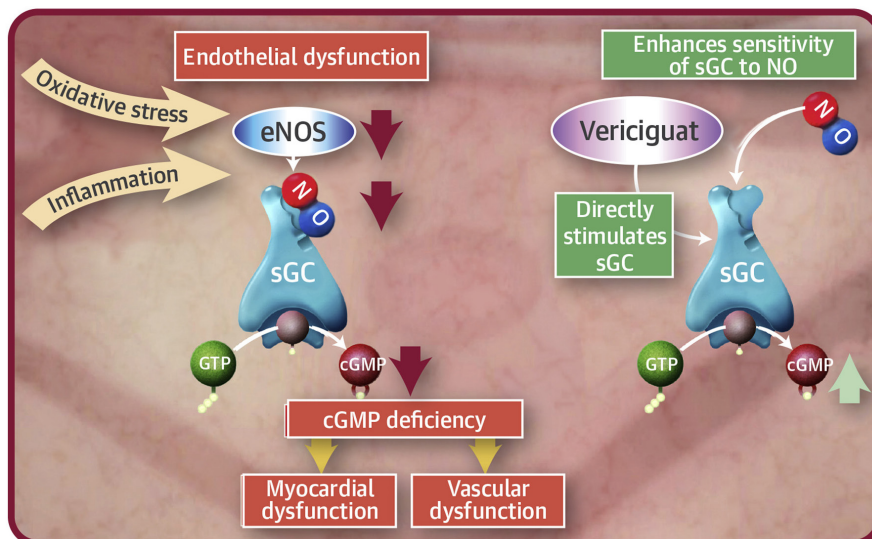 Endothelial dysfunction
Oxidative stress
eNOS
Inflammation
N
O
sGC
GTP
cGMP
cGMP deficiency
Myocardial
dysfunction
Vascular
dysfunction
Enhances sensitivity
of sGC to NO
Vericiguat
N
O
Directly
stimulates
sGC
sGC
GTP
cGMP